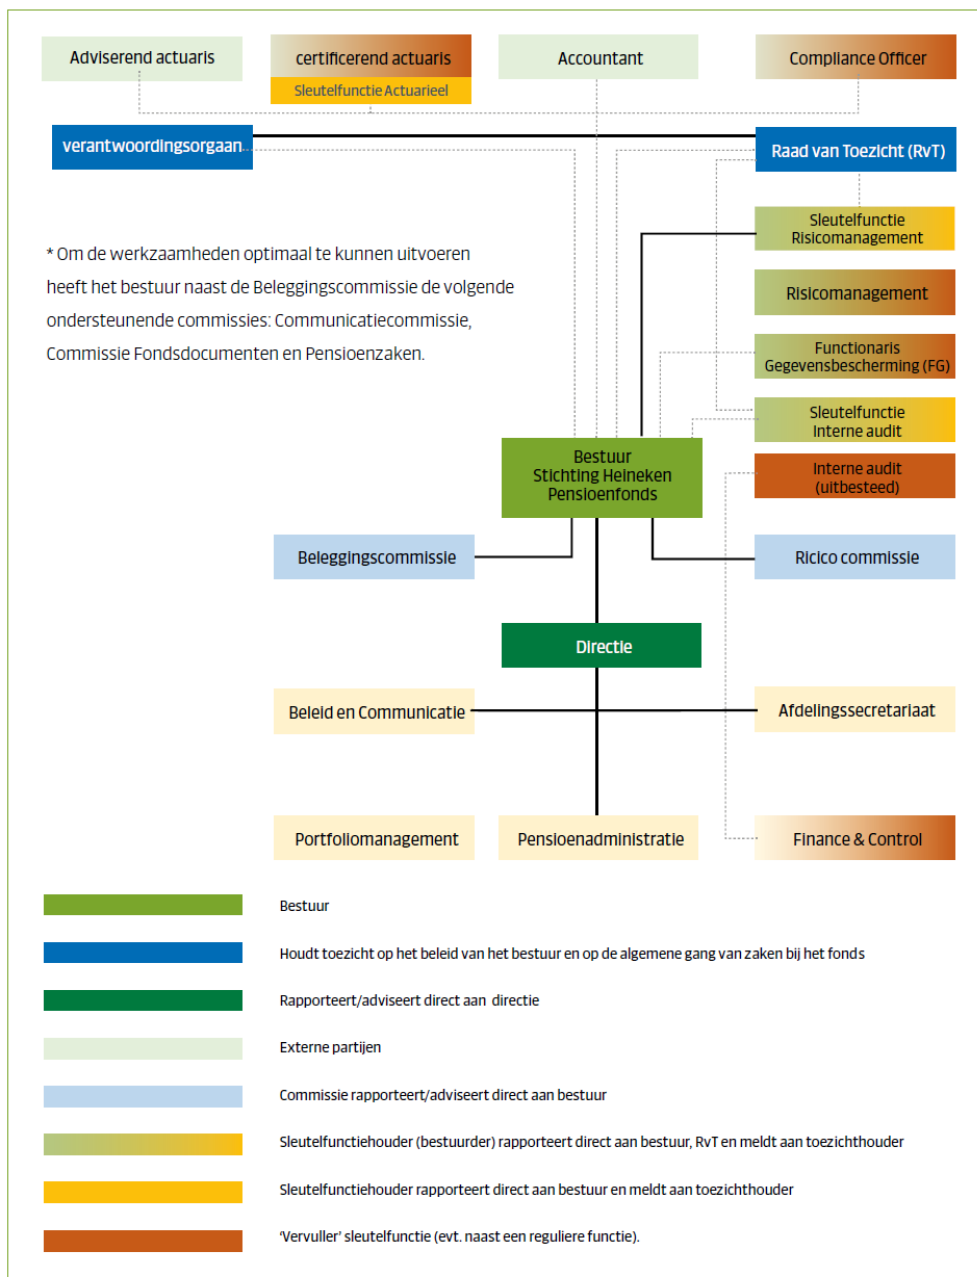 Adviserend actuaris
certificerend actuaris
Sleutelfunctie Actuarieel
Accountant
Compliance Officer
verantwoordingsorgaan
Raad van Toezicht (RvT)
Sleutelfunctie
Risicomanagement
* Om de werkzaamheden optimaal te kunnen uitvoeren
heeft het bestuur naast de Beleggingscommissie de volgende
ondersteunende commissies: Communicatiecommissie,
Commissie Fondsdocumenten en Pensioenzaken.
Risicomanagement
Functionaris
Gegevensbescherming (FG)
Sleutelfunctie
Interne audit
Bestuur
Stichting Heineken
Pensioenfonds
Interne audit
(uitbesteed)
Beleggingscommissie
Ricico commissie
Directie
Beleid en Communicatie
Afdelingssecretariaat
Portfoliomanagement
Pensioenadministratie
Finance & Control
Bestuur
Houdt toezicht op het beleid van het bestuur en op de algemene gang van zaken bij het fonds
Rapporteert/adviseert direct aan directie
Externe partijen
Commissie rapporteert/adviseert direct aan bestuur
Sleutelfunctiehouder (bestuurder) rapporteert direct aan bestuur, RvT en meldt aan toezichthouder
Sleutelfunctiehouder rapporteert direct aan bestuur en meldt aan toezichthouder
‘Vervuller’ sleutelfunctie (evt. naast een reguliere functie).